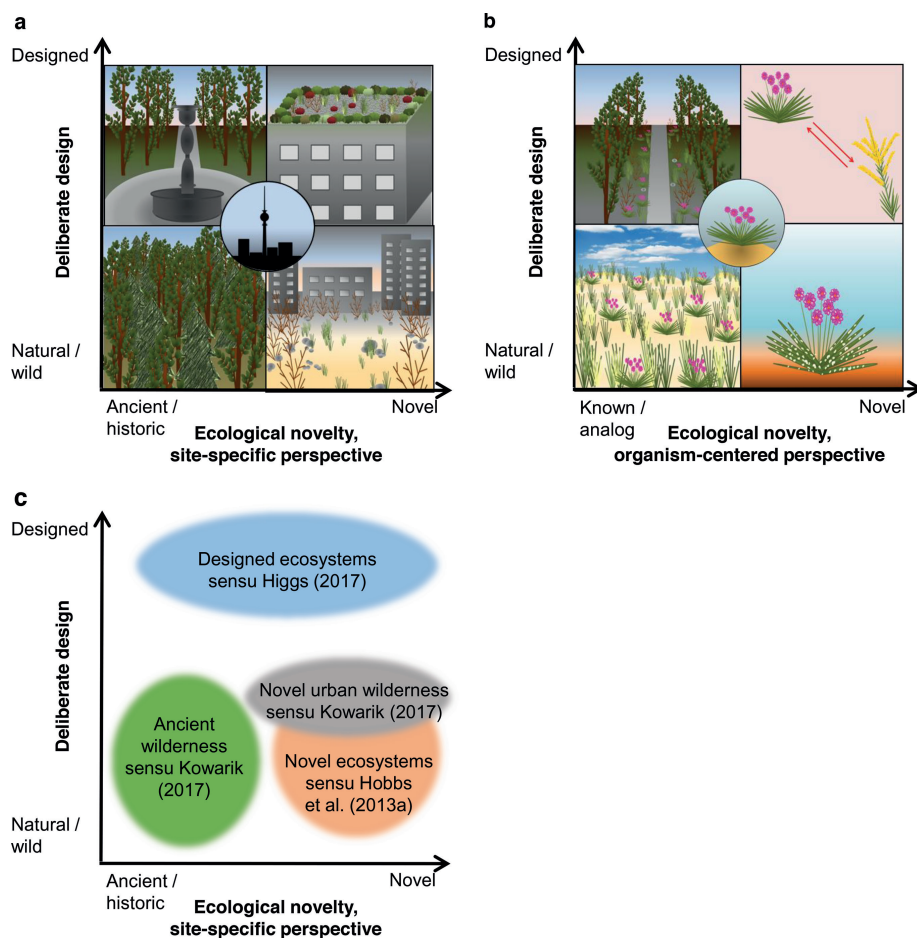 a
Designed
Deliberate design
Natural /
wild
Ancient /
historic
Novel
Ecological novelty,
site-specific perspective
b
Designed
Deliberate design
Natural /
wild
Known /
analog
Novel
Ecological novelty,
organism-centered perspective
c
Designed
Deliberate design
Natural /
wild
Designed ecosystems
sensu Higgs (2017)
Novel urban wilderness
sensu Kowarik (2017)
Ancient
wilderness
sensu Kowarik
(2017)
Novel ecosystems
sensu Hobbs
et al. (2013a)
Ancient /
historic
Novel
Ecological novelty,
site-specific perspective